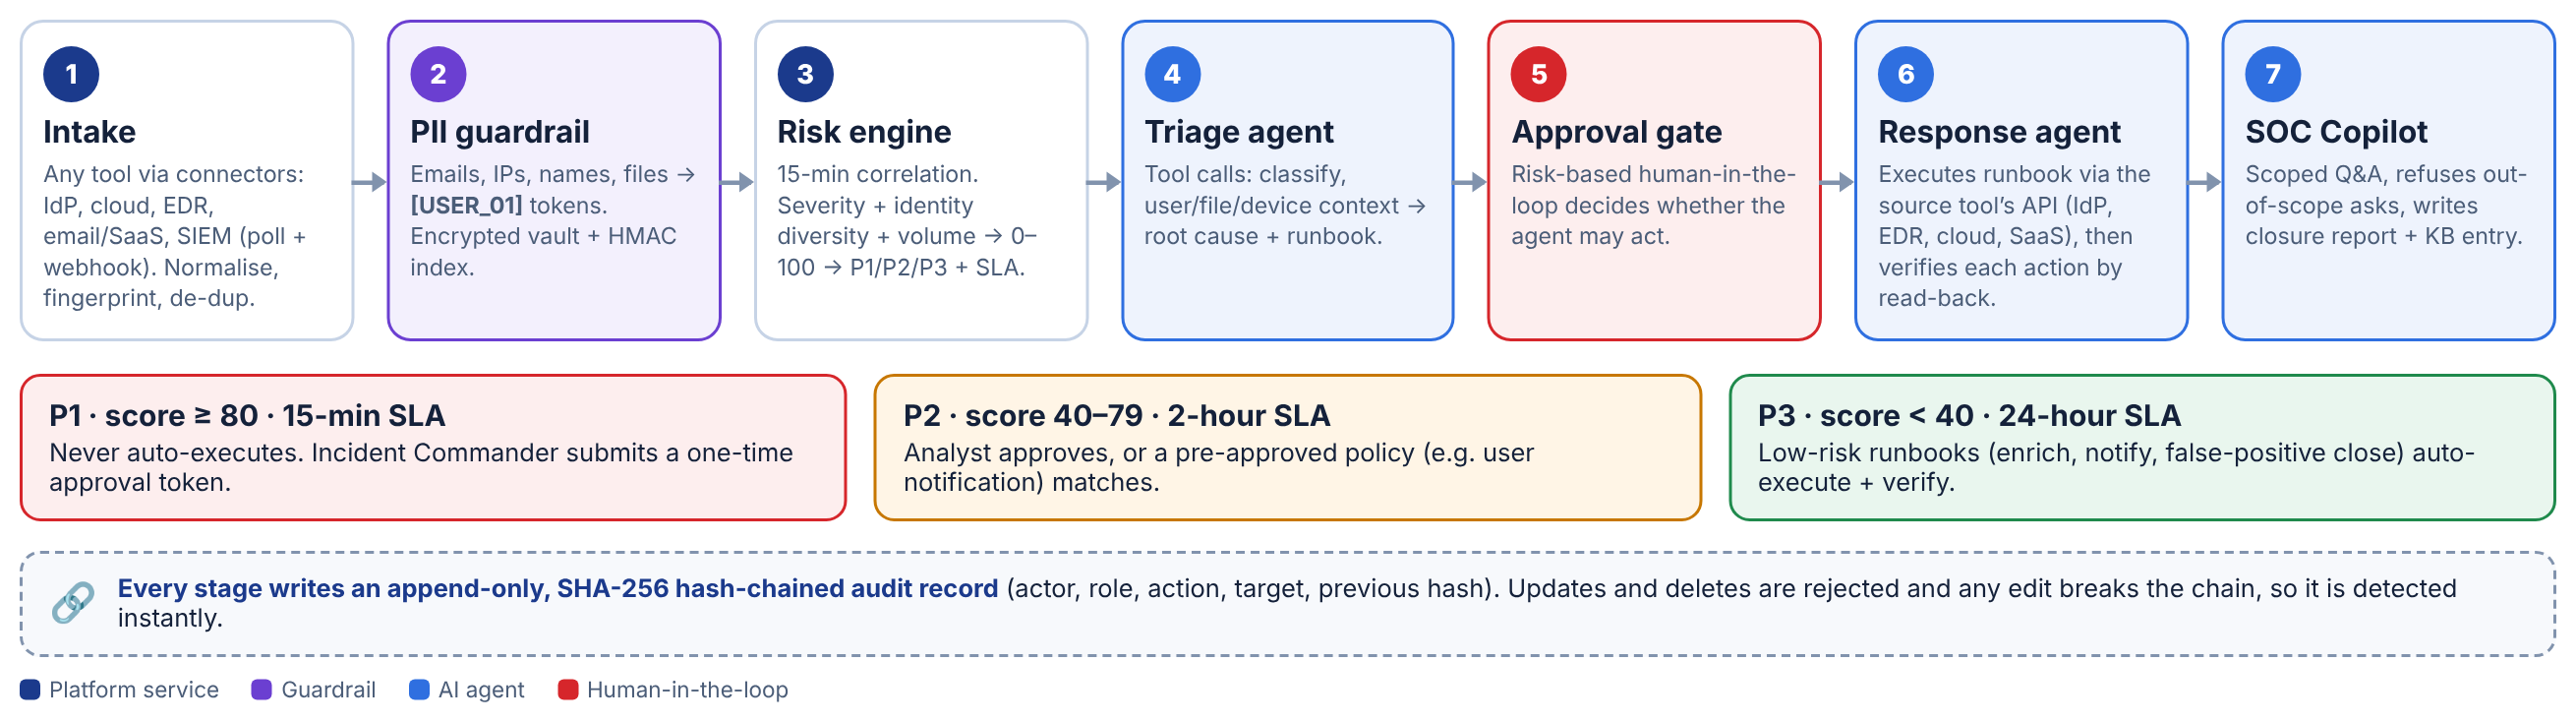 1
Intake
Any tool via connectors:
IdP, cloud, EDR,
email/SaaS, SIEM (poll +
webhook). Normalise,
fingerprint, de-dup.
2
PII guardrail
Emails, IPs, names, files →
[USER_01] tokens.
Encrypted vault + HMAC
index.
3
Risk engine
15-min correlation.
Severity + identity
diversity + volume → 0–
100 → P1/P2/P3 + SLA.
4
Triage agent
Tool calls: classify,
user/file/device context →
root cause + runbook.
5
Approval gate
Risk-based human-in-the-
loop decides whether the
agent may act.
6
Response agent
Executes runbook via the
source tool’s API (IdP,
EDR, cloud, SaaS), then
verifies each action by
read-back.
7
SOC Copilot
Scoped Q&A, refuses out-
of-scope asks, writes
closure report + KB entry.
P1 · score ≥ 80 · 15-min SLA
Never auto-executes. Incident Commander submits a one-time
approval token.
P2 · score 40–79 · 2-hour SLA
Analyst approves, or a pre-approved policy (e.g. user
notification) matches.
P3 · score < 40 · 24-hour SLA
Low-risk runbooks (enrich, notify, false-positive close) auto-
execute + verify.
Every stage writes an append-only, SHA-256 hash-chained audit record (actor, role, action, target, previous hash). Updates and deletes are rejected and any edit breaks the chain, so it is detected
instantly.
Platform service
Guardrail
AI agent
Human-in-the-loop